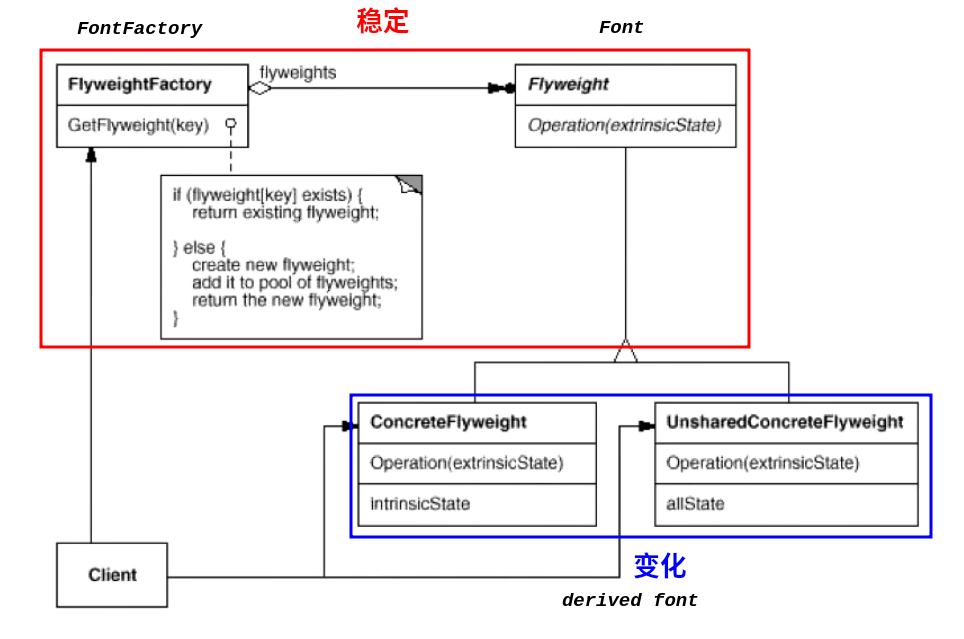 FontFactory
稳定
Font
FlyweightFactory
GetFlyweight(key)
flyweights
Flyweight
Operation(extrinsicState)
if (flyweight[key] exists) {
return existing flyweight;
} else {
create new flyweight;
add it to pool of flyweights;
return the new flyweight;
}
ConcreteFlyweight
Operation(extrinsicState)
intrinsicState
UnsharedConcreteFlyweight
Operation(extrinsicState)
allState
Client
变化
derived font